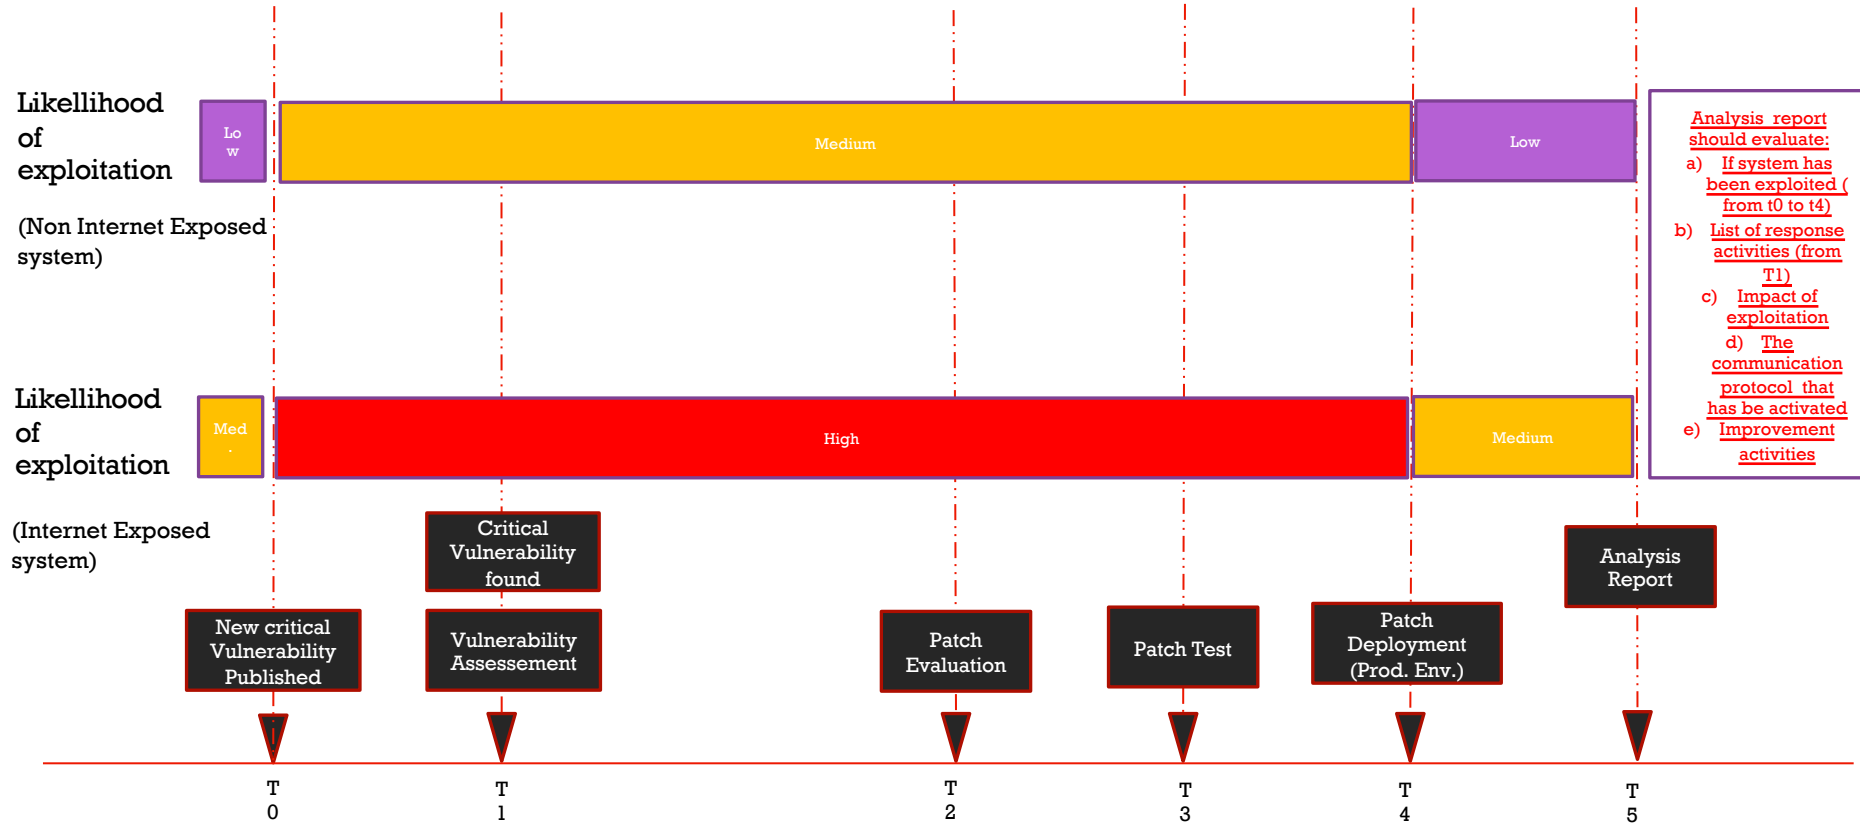 Likellihood
of
exploitation
(Non Internet Exposed
system)
Lo
w
Medium
Low
Analysis report
should evaluate:
a) If system has
been exploited (
from t0 to t4)
b) List of response
activities (from
T1)
c) Impact of
exploitation
d) The
communication
protocol that
has be activated
e) Improvement
activities
Likellihood
of
exploitation
(Internet Exposed
system)
Med
.
High
Medium
New critical
Vulnerability
Published
Critical
Vulnerability
found
Vulnerability
Assessement
Patch
Evaluation
Patch Test
Patch
Deployment
(Prod. Env.)
Analysis
Report
T
0
T
1
T
2
T
3
T
4
T
5